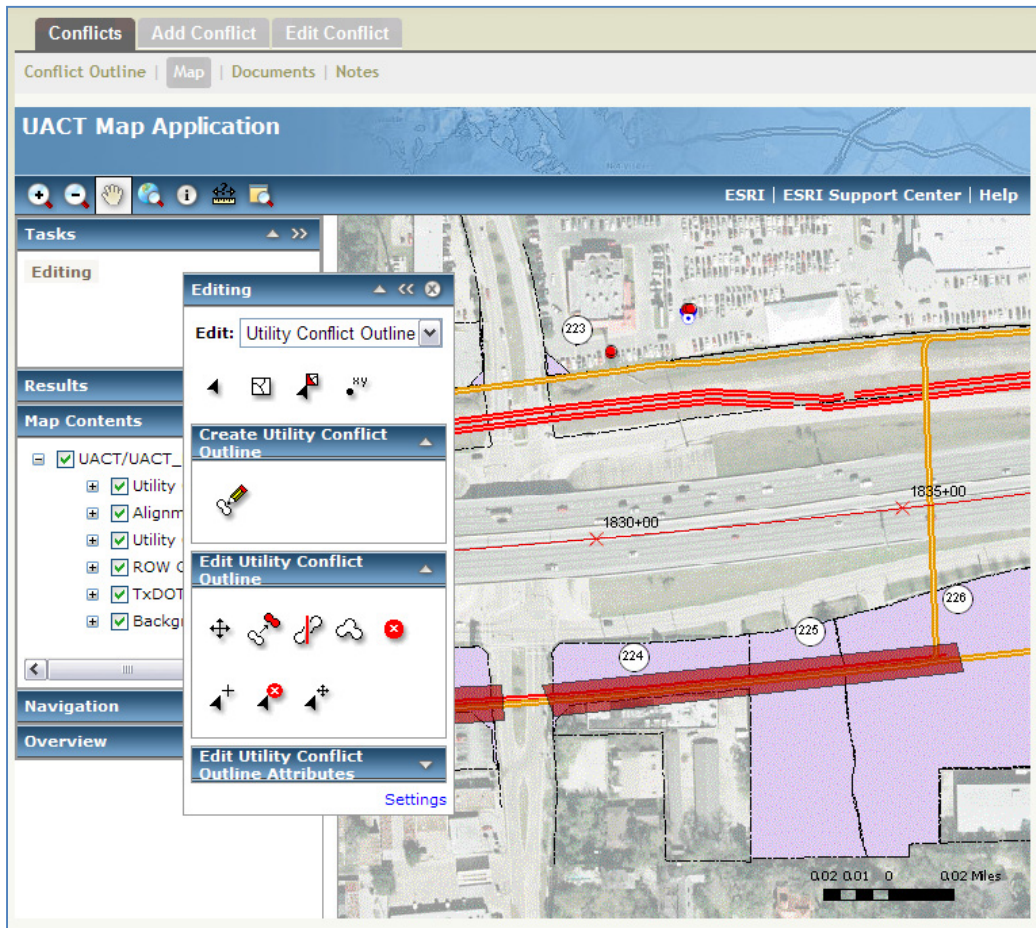 Conflicts Add Conflict Edit Conflict
Conflict Outline | Map | Documents | Notes
UACT Map Application
ESRI | ESRI Support Center | Help
Tasks
Editing
Results
Map Contents
UACT/UACT_
Utility
Alignm
Utility
ROW
TxDOT
Backgr
Navigation
Overview
Editing
Edit: Utility Conflict Outline
xy
Create Utility Conflict
Outline
Edit Utility Conflict
Outline
Edit Utility Conflict
Outline Attributes
Settings
223
1835+00
1830+00
226
225
224
0.02 0.01 0 0.02 Miles